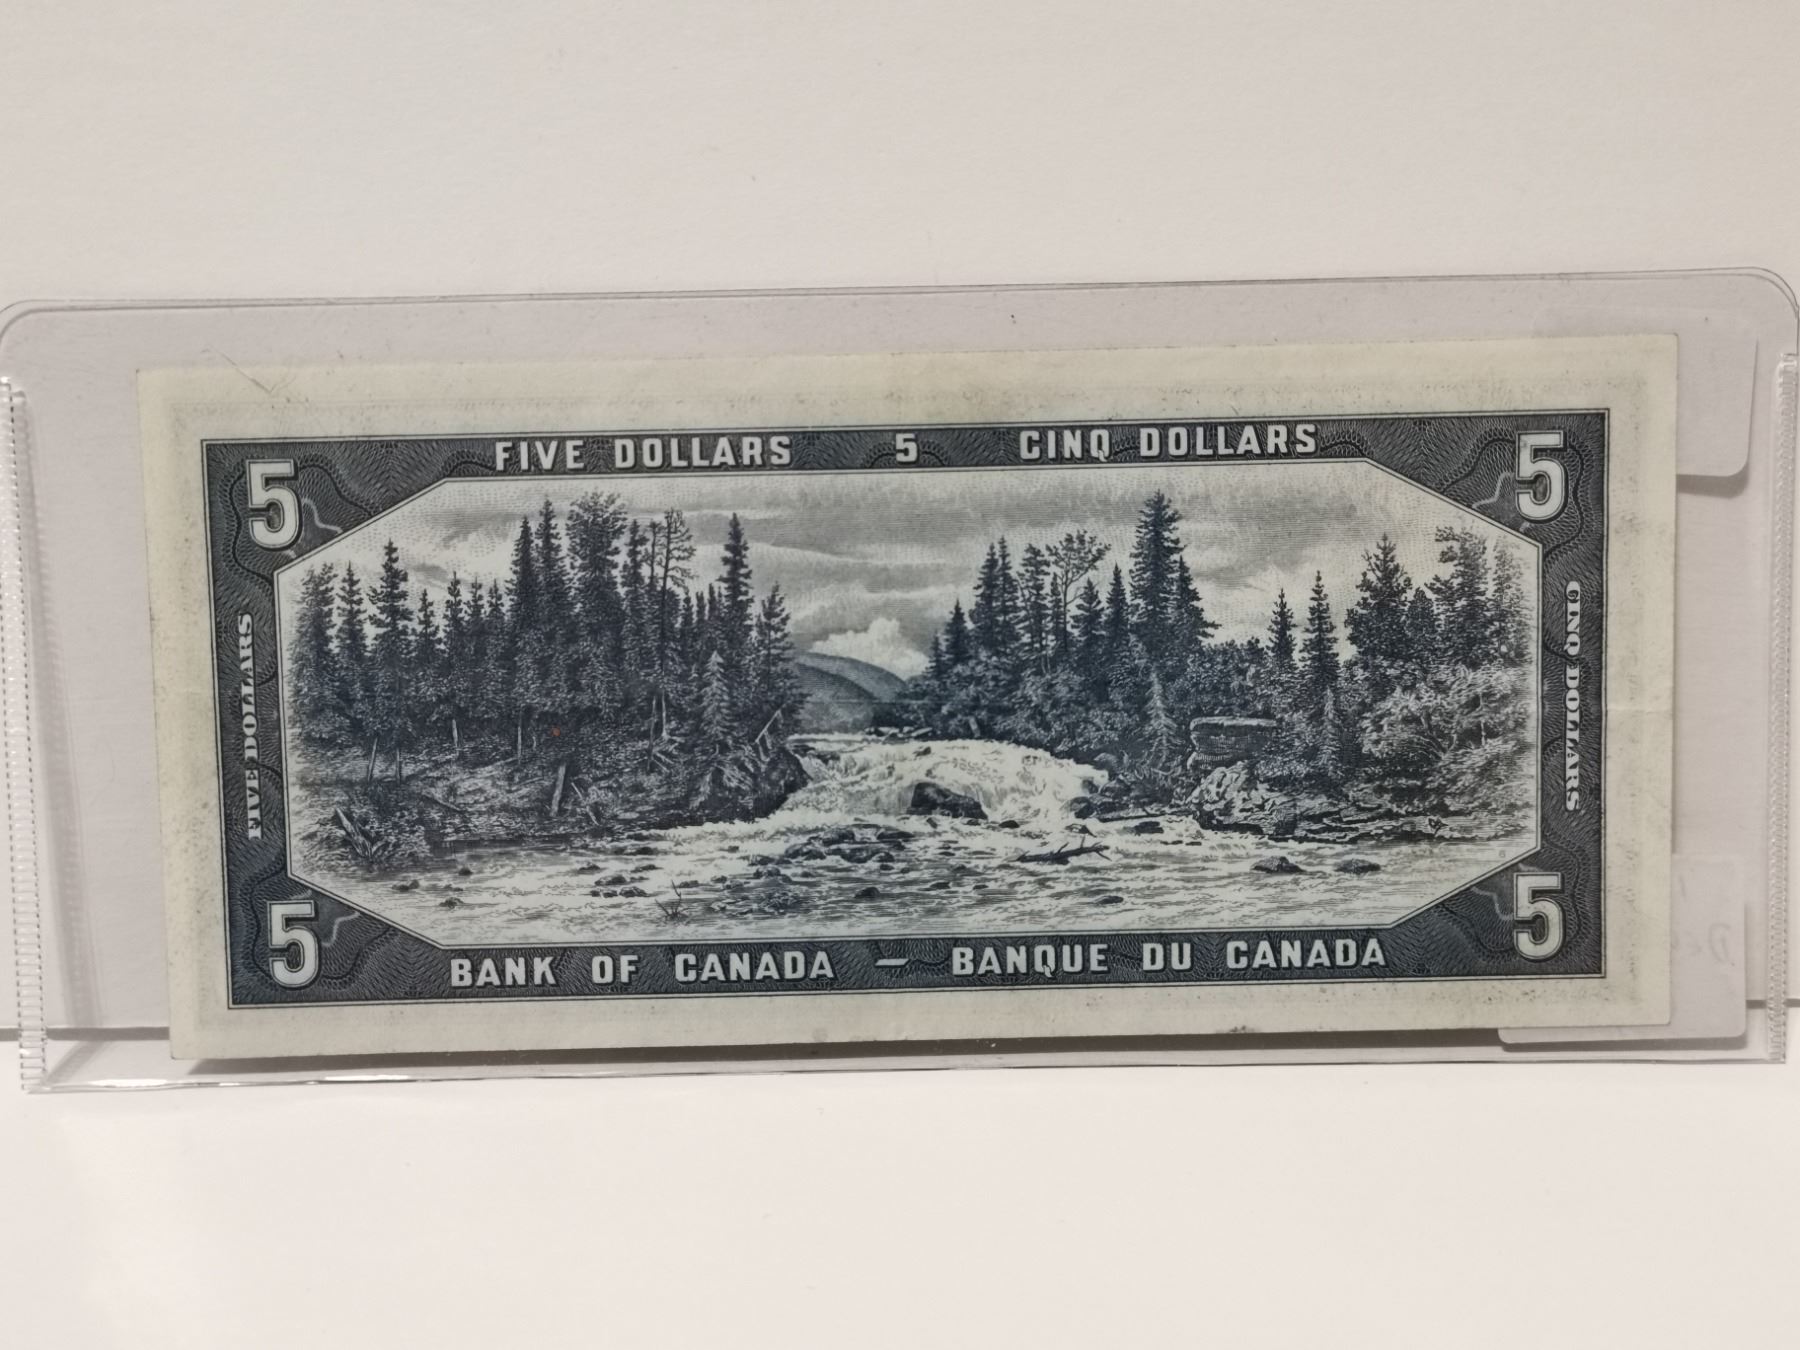 FIVE DOLLARS 5 CINQ DOLLARS
5
5
FIVE DOLLARS
CINQ DOLLARS
5
5
BANK OF CANADA – BANQUE DU CANADA